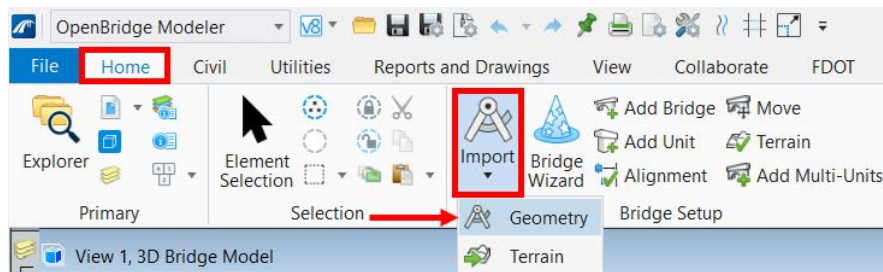 OpenBridge Modeler V8
File Home Civil Utilities Reports and Drawings View Collaborate FDOT
Explorer Element Selection Import Bridge Wizard Add Bridge Move
Add Unit Terrain
Alignment Add Multi-Units
Primary Selection Geometry Bridge Setup
View 1, 3D Bridge Model Terrain